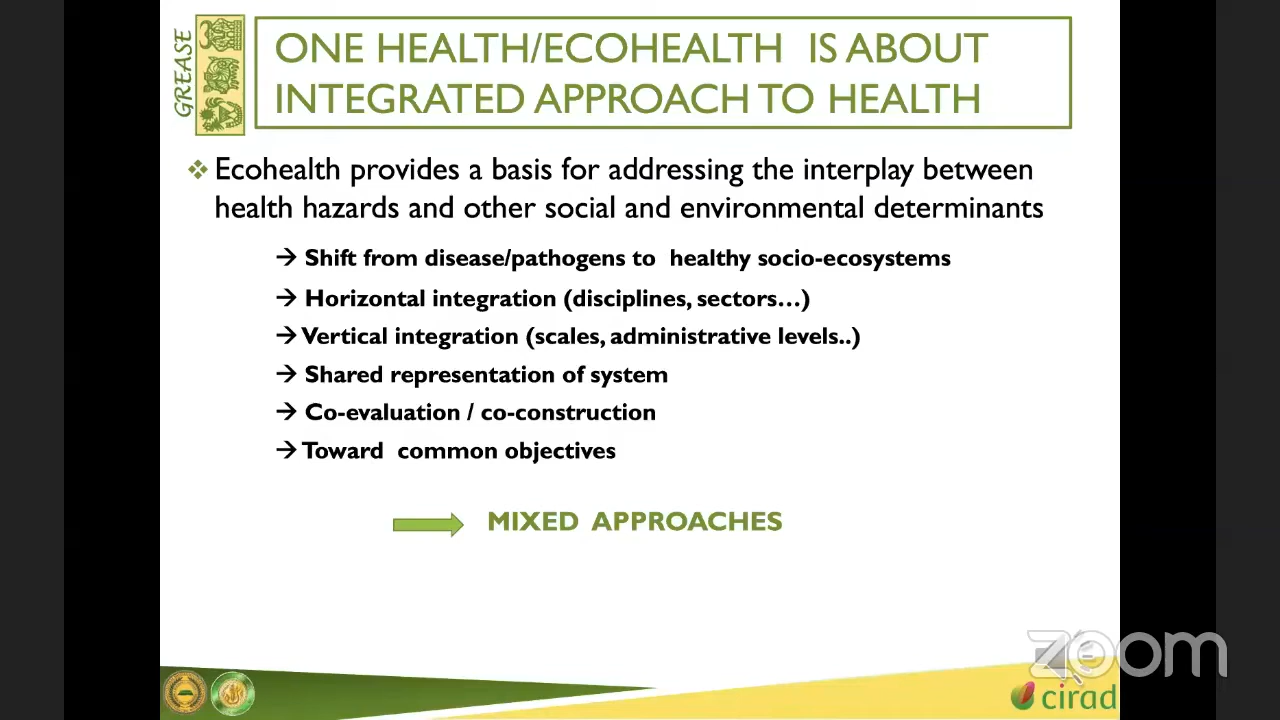 GREASE
ONE HEALTH/ECOHEALTH IS ABOUT
INTEGRATED APPROACH TO HEALTH
Ecohealth provides a basis for addressing the interplay between
health hazards and other social and environmental determinants
→ Shift from disease/pathogens to healthy socio-ecosystems
→ Horizontal integration (disciplines, sectors…)
→ Vertical integration (scales, administrative levels..)
→ Shared representation of system
→ Co-evaluation / co-construction
→ Toward common objectives
MIXED APPROACHES
zoom
cirad